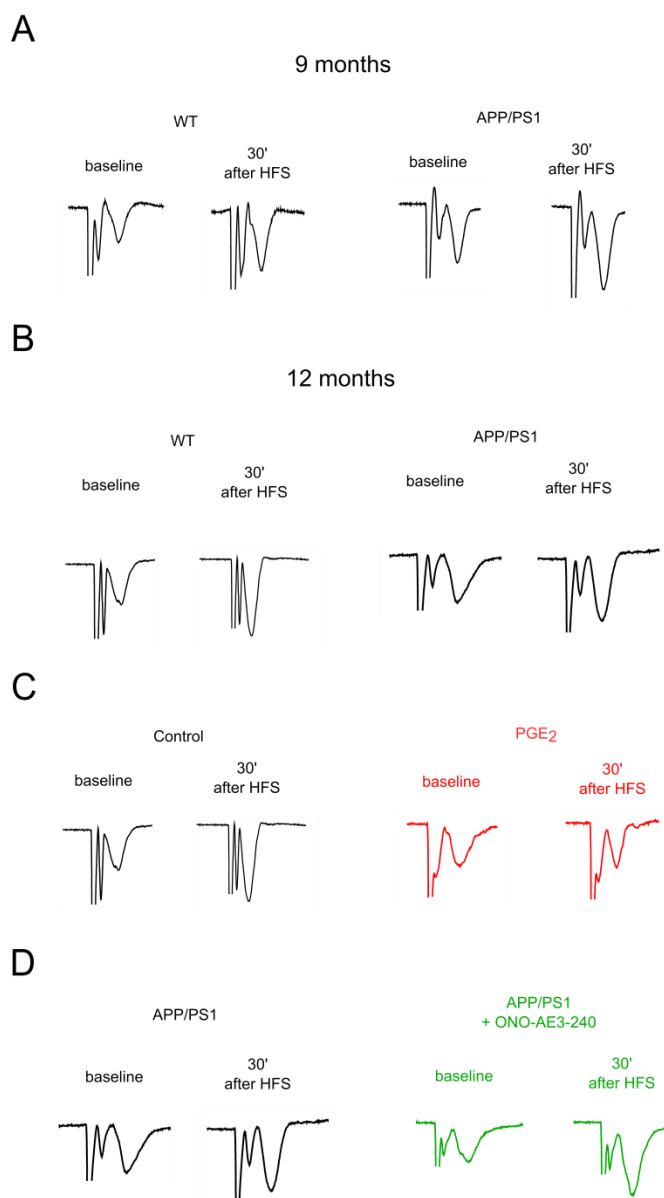 A
9 months
WT
APP/PS1
baseline
30'
after HFS
baseline
30'
after HFS
B
12 months
WT
APP/PS1
baseline
30'
after HFS
baseline
30'
after HFS
C
Control
PGE2
baseline
30'
after HFS
baseline
30'
after HFS
D
APP/PS1
APP/PS1
+ ONO-AE3-240
baseline
30'
after HFS
baseline
30'
after HFS